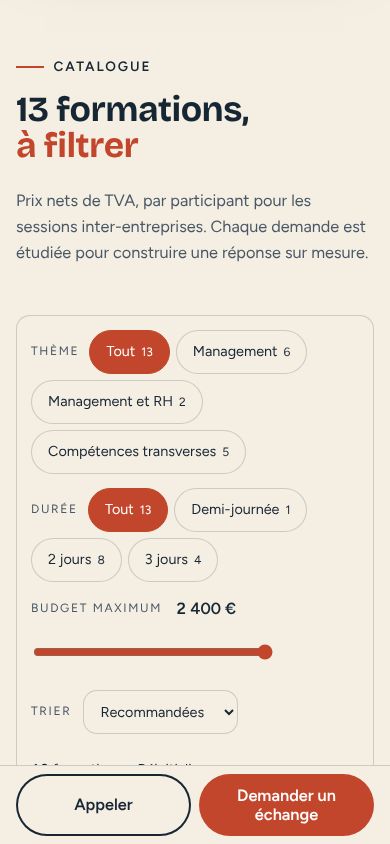 CATALOGUE
13 formations,
à filtrer
Prix nets de TVA, par participant pour les
sessions inter-entreprises. Chaque demande est
étudiée pour construire une réponse sur mesure.
THÈME Tout 13 Management 6
Management et RH 2
Compétences transverses 5
DURÉE Tout 13 Demi-journée 1
2 jours 8 3 jours 4
BUDGET MAXIMUM 2 400 €
TRIER Recommandées
Appeler Demander un
échange